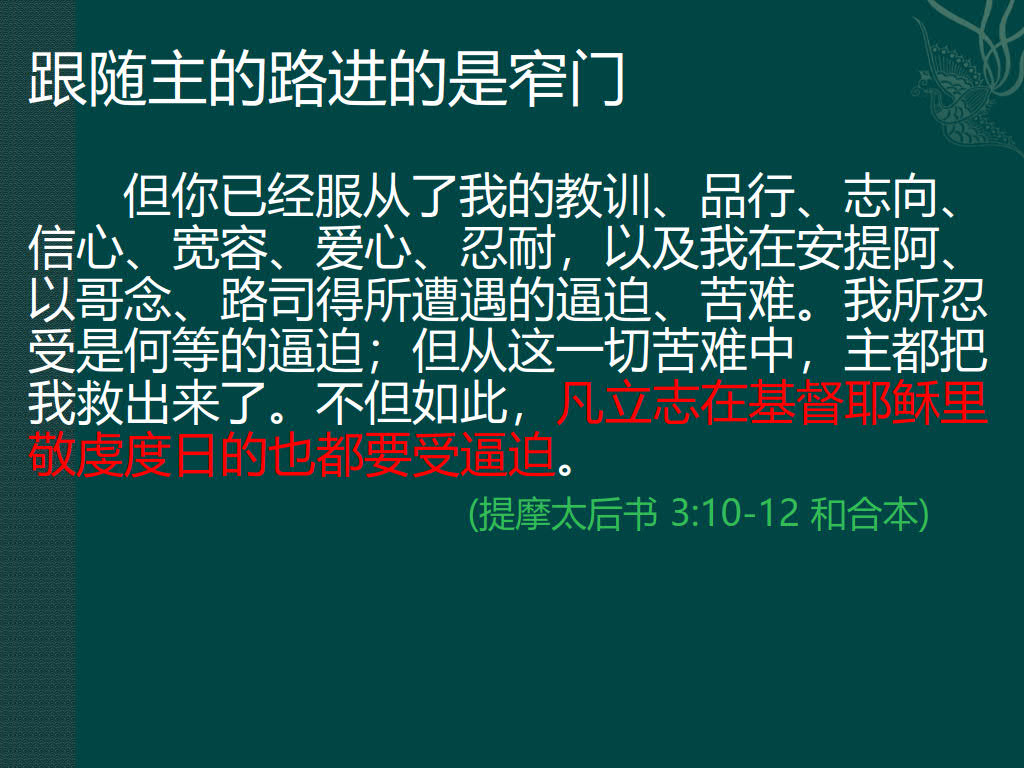 跟随主的路进的是窄门
但你已经服从了我的教训、品行、志向、
信心、宽容、爱心、忍耐，以及我在安提阿、
以哥念、路司得所遭遇的逼迫、苦难。我所忍
受是何等的逼迫；但从这一切苦难中，主都把
我救出来了。不但如此，凡立志在基督耶稣里
敬虔度日的也都要受逼迫。
(提摩太后书 3:10-12 和合本)